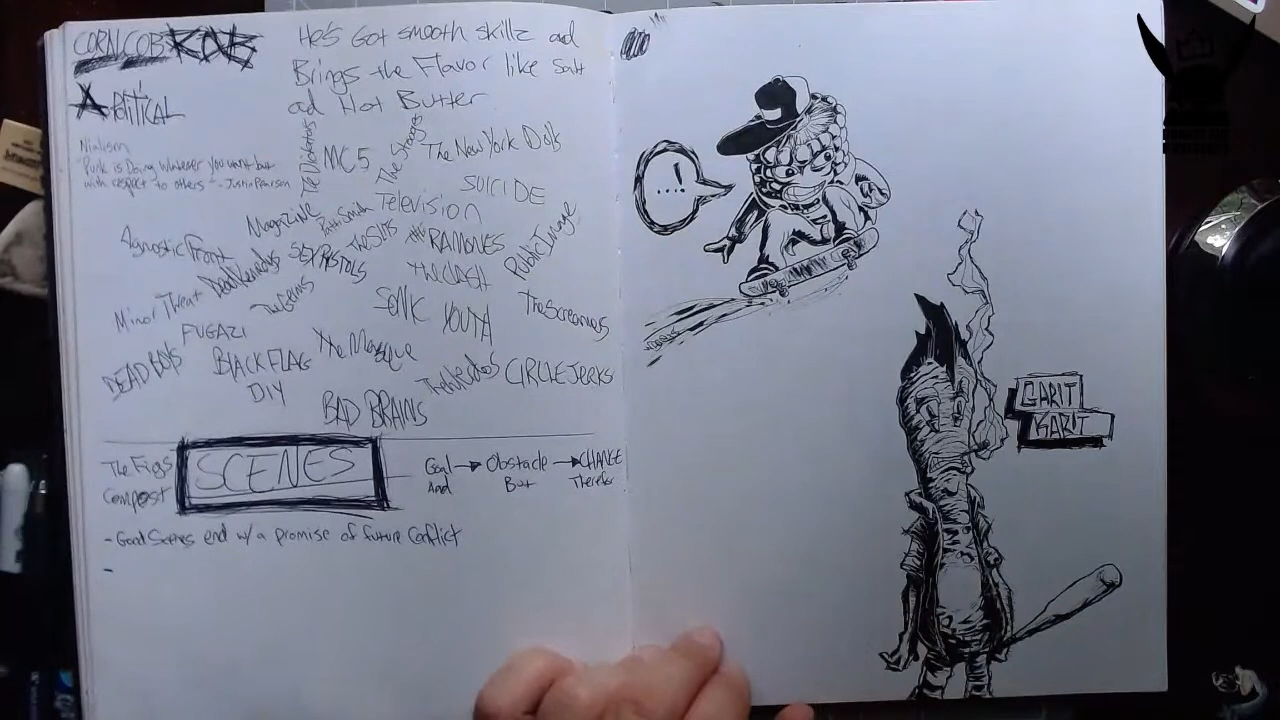 CORNCOB ROB
He's Got smooth skillz and
Brings the Flavor like Salt
and Hot Butter
APolitical
Nialism
"Punk is Doing Whatever you want but
with respect to others" - Justin Pearson
The Dictators
MC5
The Stooges
The New York Dolls
SUICIDE
Magazine
Patti Smith
Television
Agnostic Front
Dead Kennedys
SEX PISTOLS
The Slits
the RAMONES
Public Image
the CLASH
Minor Threat
The Germs
SONIC YOUTH
The Screamers
FUGAZI
The Masque
DEAD BOYS
BLACK FLAG
CIRCLE JERKS
DIY
BAD BRAINS
The Figs
Compost
SCENES
Goal → Obstacle → CHANGE
And But Therefor
- Good Scenes end w/ a promise of future Conflict
-
....!
GARIT
KARIT